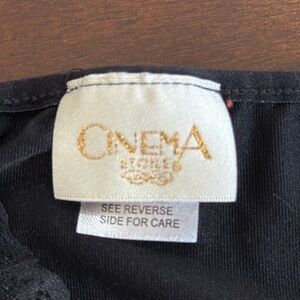 CINEMA
ETOILE®
SEE REVERSE
SIDE FOR CARE